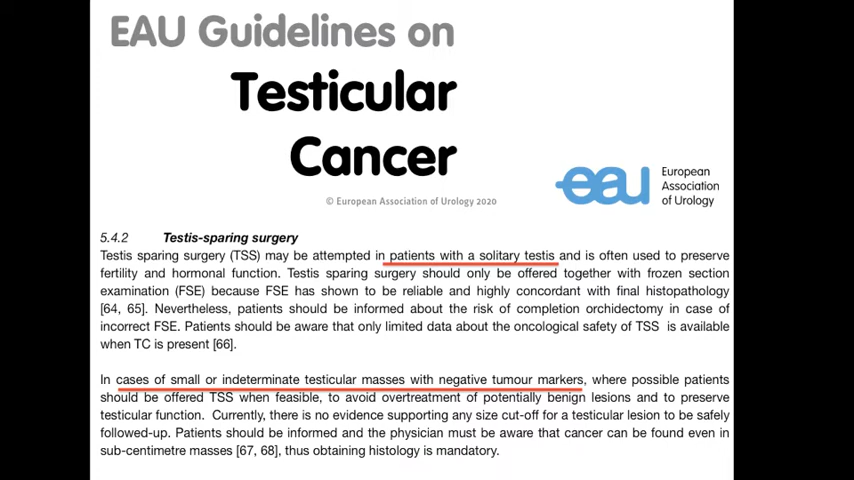 EAU Guidelines on
Testicular
Cancer
eau
European
Association
of Urology
© European Association of Urology 2020
5.4.2 Testis-sparing surgery
Testis sparing surgery (TSS) may be attempted in patients with a solitary testis and is often used to preserve
fertility and hormonal function. Testis sparing surgery should only be offered together with frozen section
examination (FSE) because FSE has shown to be reliable and highly concordant with final histopathology
[64, 65]. Nevertheless, patients should be informed about the risk of completion orchidectomy in case of
incorrect FSE. Patients should be aware that only limited data about the oncological safety of TSS is available
when TC is present [66].
In cases of small or indeterminate testicular masses with negative tumour markers, where possible patients
should be offered TSS when feasible, to avoid overtreatment of potentially benign lesions and to preserve
testicular function. Currently, there is no evidence supporting any size cut-off for a testicular lesion to be safely
followed-up. Patients should be informed and the physician must be aware that cancer can be found even in
sub-centimetre masses [67, 68], thus obtaining histology is mandatory.